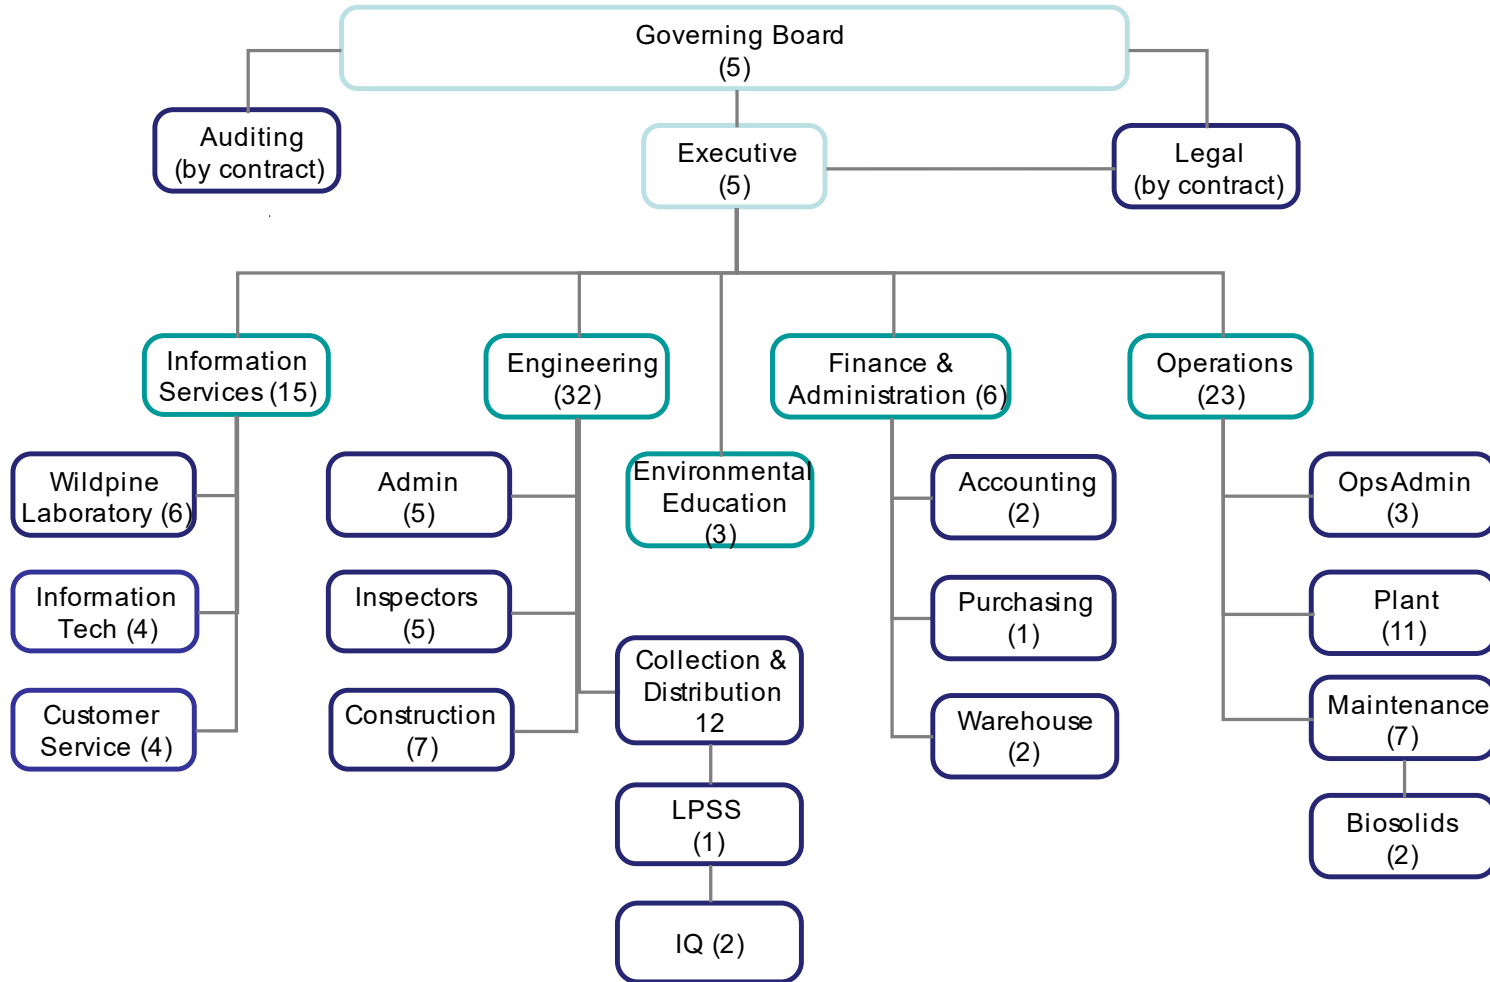 Governing Board
(5)
Auditing
(by contract)
Executive
(5)
Legal
(by contract)
Information
Services (15)
Engineering
(32)
Finance &
Administration (6)
Operations
(23)
Wildpine
Laboratory (6)
Admin
(5)
Environmental
Education
(3)
Accounting
(2)
OpsAdmin
(3)
Information
Tech (4)
Inspectors
(5)
Purchasing
(1)
Plant
(11)
Collection &
Distribution
12
Customer
Service (4)
Construction
(7)
Warehouse
(2)
Maintenance
(7)
LPSS
(1)
Biosolids
(2)
IQ (2)